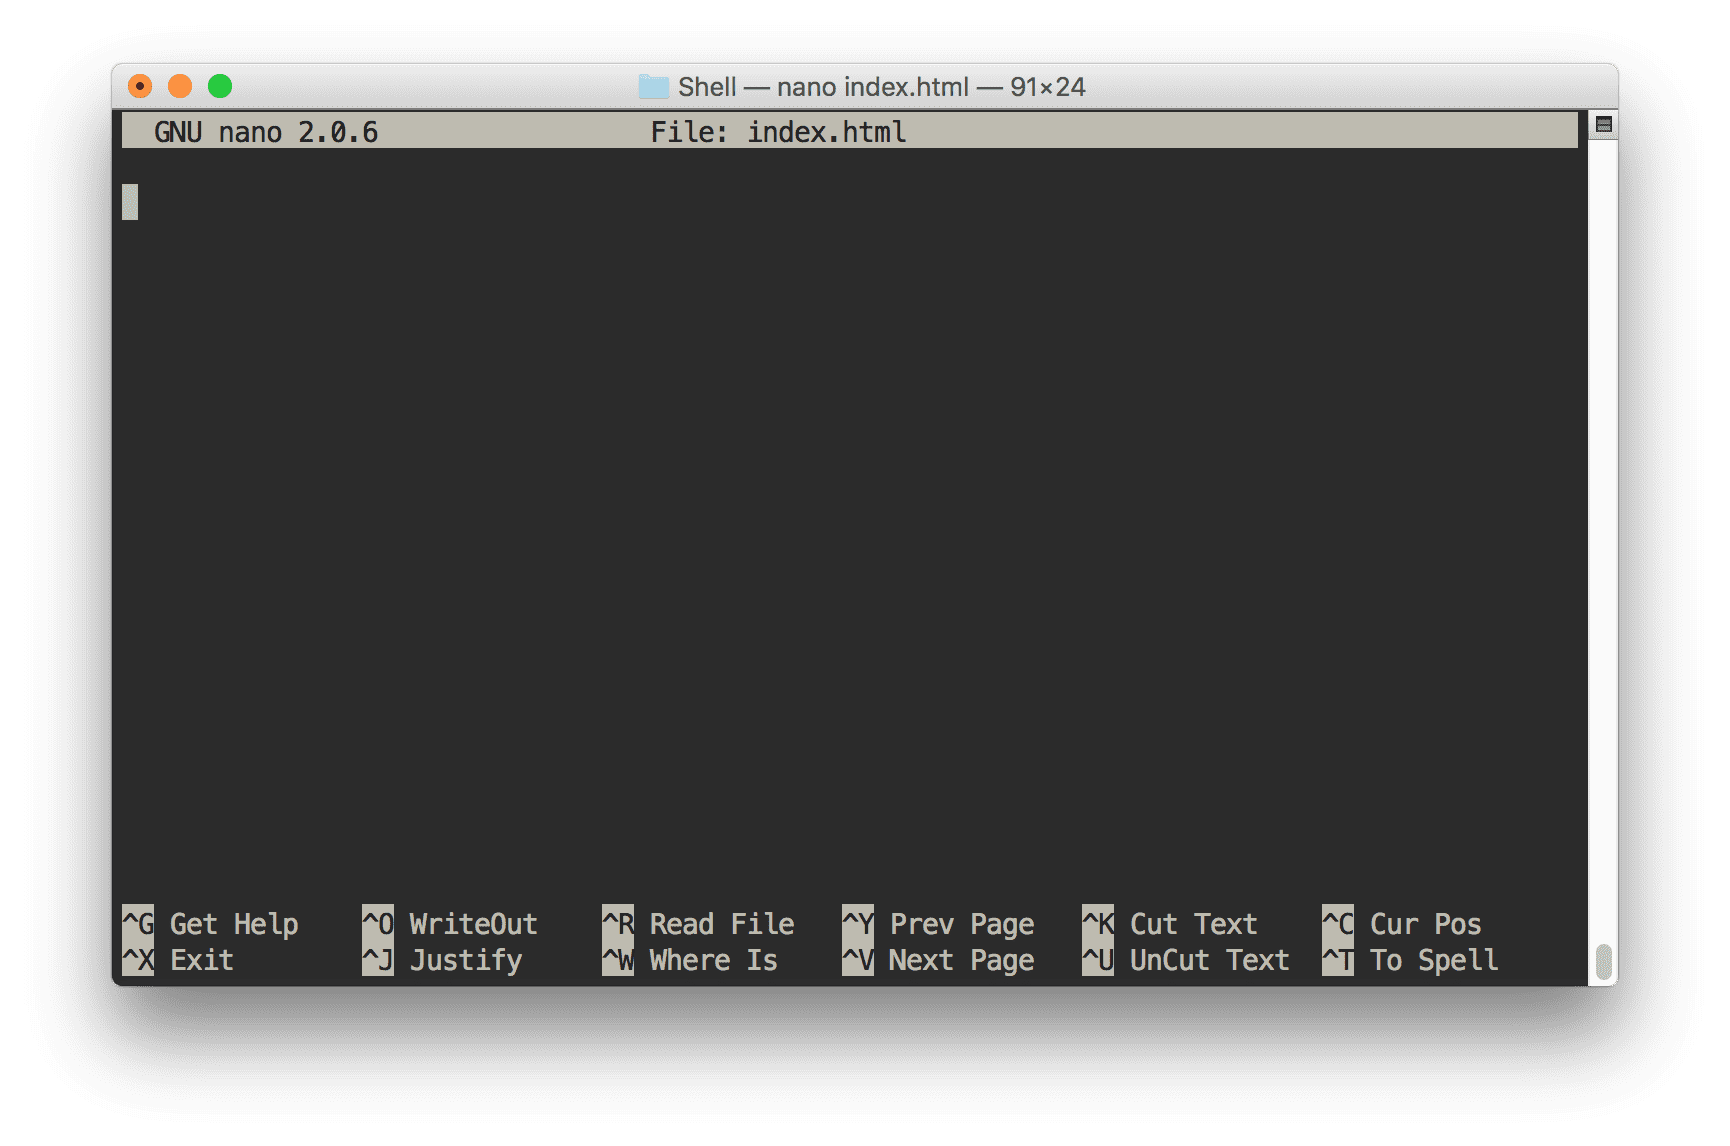 Shell — nano index.html — 91×24
GNU nano 2.0.6 File: index.html
^G Get Help ^O WriteOut ^R Read File ^Y Prev Page ^K Cut Text ^C Cur Pos
^X Exit ^J Justify ^W Where Is ^V Next Page ^U UnCut Text ^T To Spell